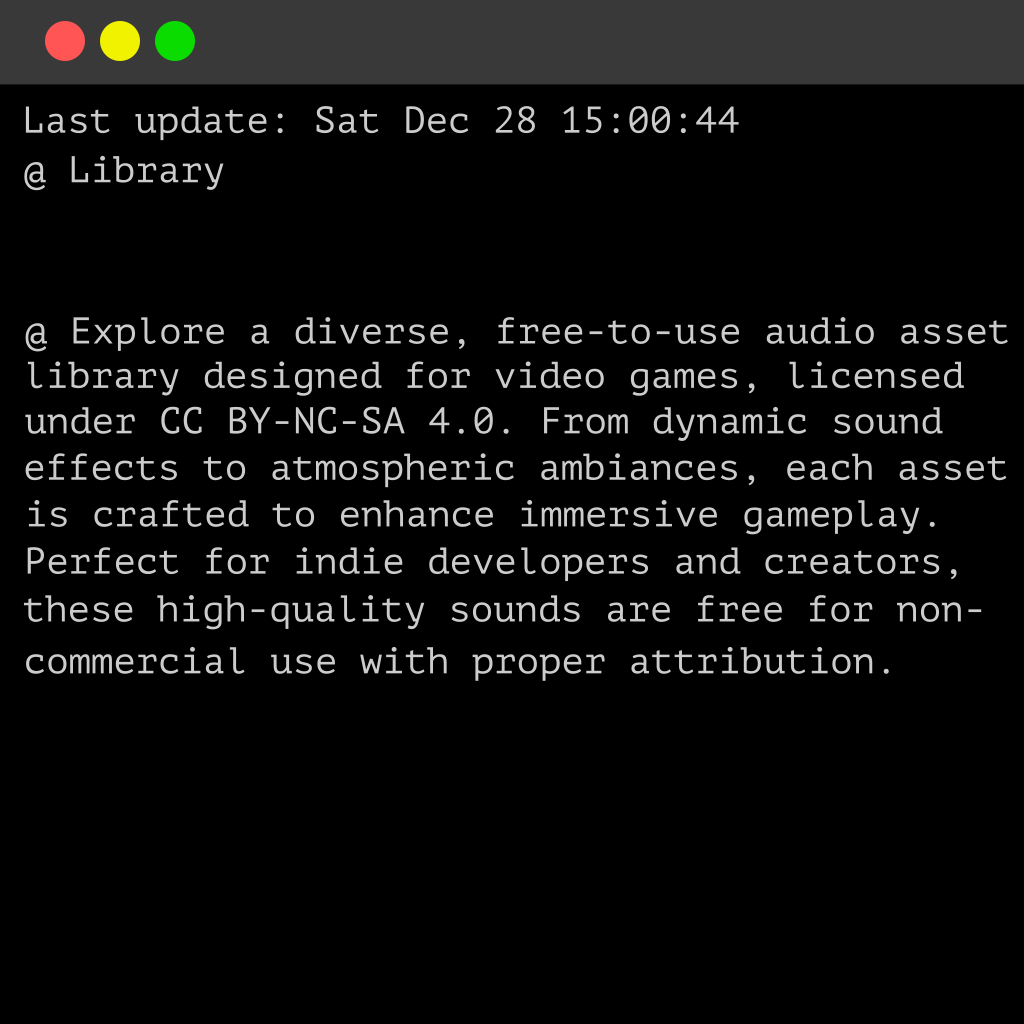 Last update: Sat Dec 28 15:00:44
@ Library
@ Explore a diverse, free-to-use audio asset
library designed for video games, licensed
under CC BY-NC-SA 4.0. From dynamic sound
effects to atmospheric ambiances, each asset
is crafted to enhance immersive gameplay.
Perfect for indie developers and creators,
these high-quality sounds are free for non-
commercial use with proper attribution.